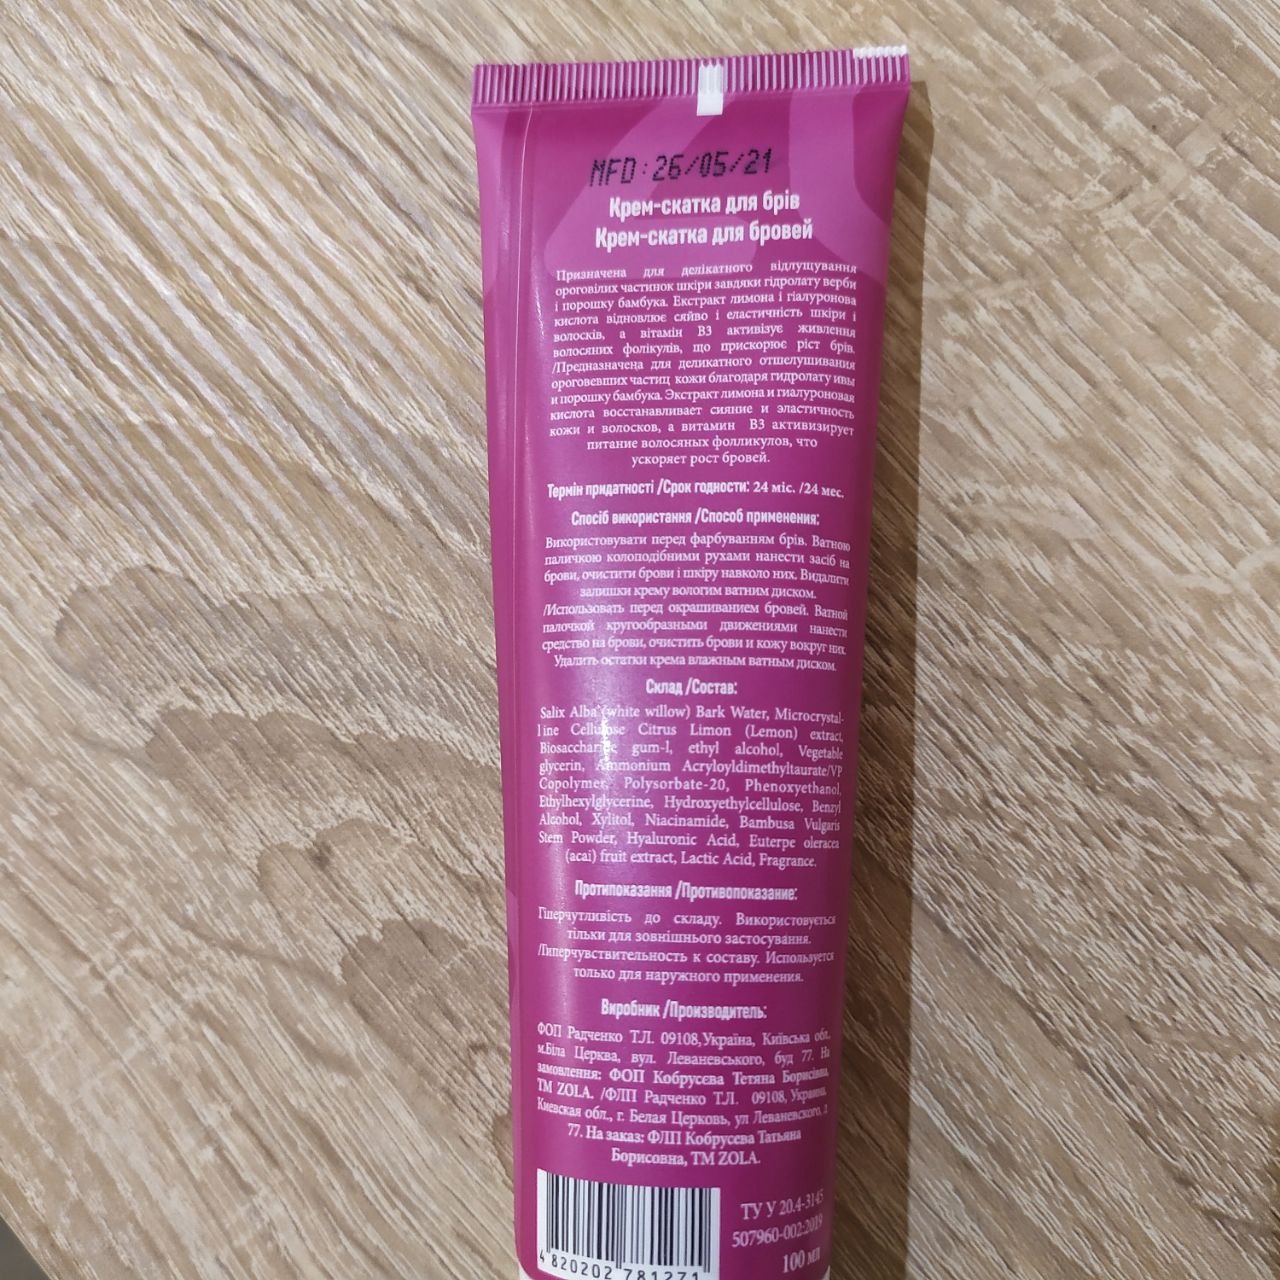 MFD: 26/05/21
Крем-скатка для брів
Крем-скатка для бровей
Призначена для делікатного відлущування
ороговілих частинок шкіри завдяки гідролату верби
і порошку бамбука. Екстракт лимона і гіалуронова
кислота відновлює сяйво і еластичність шкіри і
волосків, а вітамін В3 активізує живлення
волосяних фолікулів, що прискорює ріст брів.
/Предназначена для деликатного отшелушивания
ороговевших частиц кожи благодаря гидролату ивы
и порошку бамбука. Экстракт лимона и гиалуроновая
кислота восстанавливает сияние и эластичность
кожи и волосков, а витамин В3 активизирует
питание волосяных фолликулов, что
ускоряет рост бровей.
Термін придатності /Срок годности: 24 міс. /24 мес.
Спосіб використання /Способ применения:
Використовувати перед фарбуванням брів. Ватною
паличкою колоподібними рухами нанести засіб на
брови, очистити брови і шкіру навколо них. Видалити
залишки крему вологим ватним диском.
/Использовать перед окрашиванием бровей. Ватной
палочкой кругообразными движениями нанести
средство на брови, очистить брови и кожу вокруг них.
Удалить остатки крема влажным ватным диском.
Склад /Состав:
Salix Alba (white willow) Bark Water, Microcrystal-
line Cellulose Citrus Limon (Lemon) extract,
Biosaccharide gum-l, ethyl alcohol, Vegetable
glycerin, Ammonium Acryloyldimethyltaurate/VP
Copolymer, Polysorbate-20, Phenoxyethanol,
Ethylhexylglycerine, Hydroxyethylcellulose, Benzyl
Alcohol, Xylitol, Niacinamide, Bambusa Vulgaris
Stem Powder, Hyaluronic Acid, Euterpe oleracea
(acai) fruit extract, Lactic Acid, Fragrance.
Протипоказання /Противопоказание:
Гіперчутливість до складу. Використовується
тільки для зовнішнього застосування.
/Гиперчувствительность к составу. Используется
только для наружного применения.
Виробник /Производитель:
ФОП Радченко Т.Л. 09108,Україна, Київська обл.
м.Біла Церква, вул. Леваневського, буд 77. На
замовлення: ФОП Кобрусєва Тетяна Борисівна,
TM ZOLA. /ФЛП Радченко Т.Л. 09108, Украина,
Киевская обл., г. Белая Церковь, ул Леваневского, д
77. На заказ: ФЛП Кобрусева Татьяна
Борисовна, TM ZOLA.
ТУ У 20.4-3145
507960-002:2019
100 мл
4 820202 781271